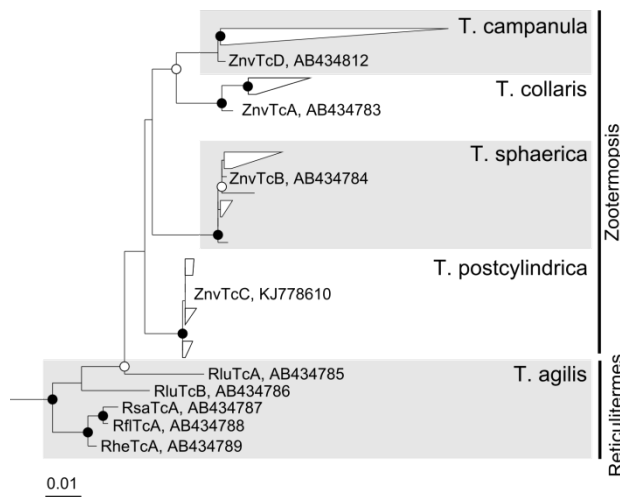 T. campanula
ZnvTcD, AB434812
T. collaris
ZnvTcA, AB434783
T. sphaerica
ZnvTcB, AB434784
Zootermopsis
T. postcylindrica
ZnvTcC, KJ778610
RluTcA, AB434785
T. agilis
RluTcB, AB434786
RsaTcA, AB434787
RflTcA, AB434788
RheTcA, AB434789
Reticulitermes
0.01